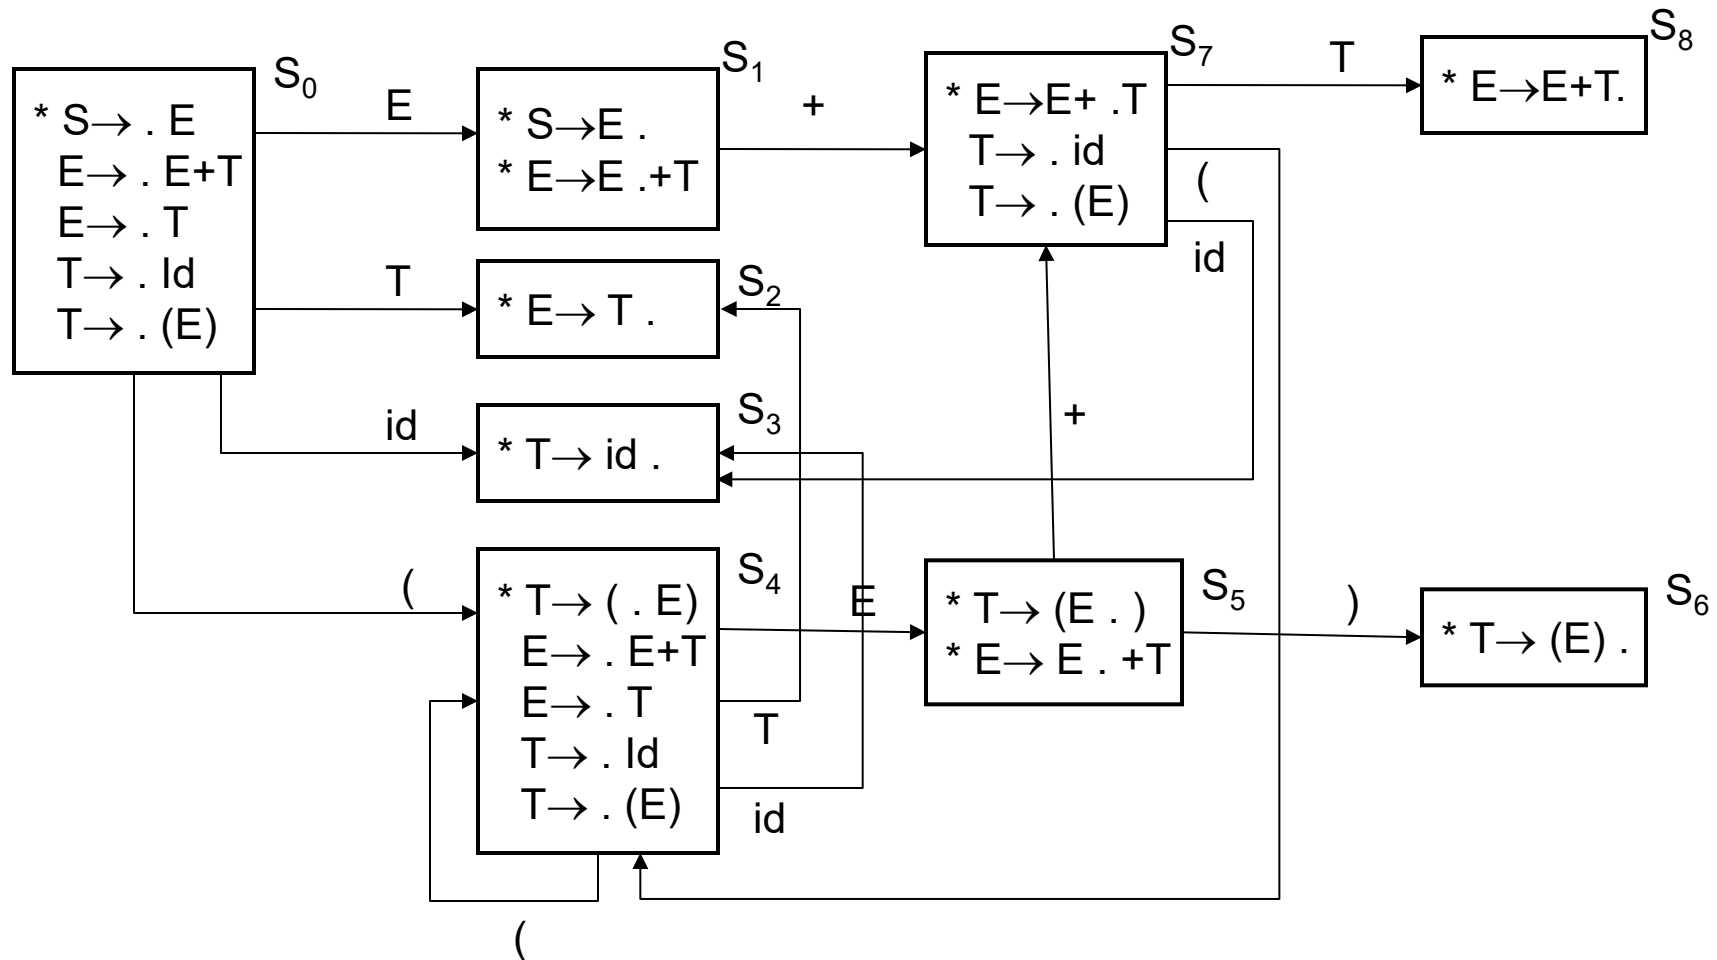 S0
* S→ . E
E→ . E+T
E→ . T
T→ . Id
T→ . (E)
E
T
id
(
S1
* S→E .
* E→E .+T
+
S2
* E→ T .
S3
* T→ id .
S4
* T→ ( . E)
E→ . E+T
E→ . T
T→ . Id
T→ . (E)
E
T
id
(
S7
* E→E+ .T
T→ . id
T→ . (E)
T
(
id
+
S8
* E→E+T.
S5
* T→ (E . )
* E→ E . +T
)
S6
* T→ (E) .